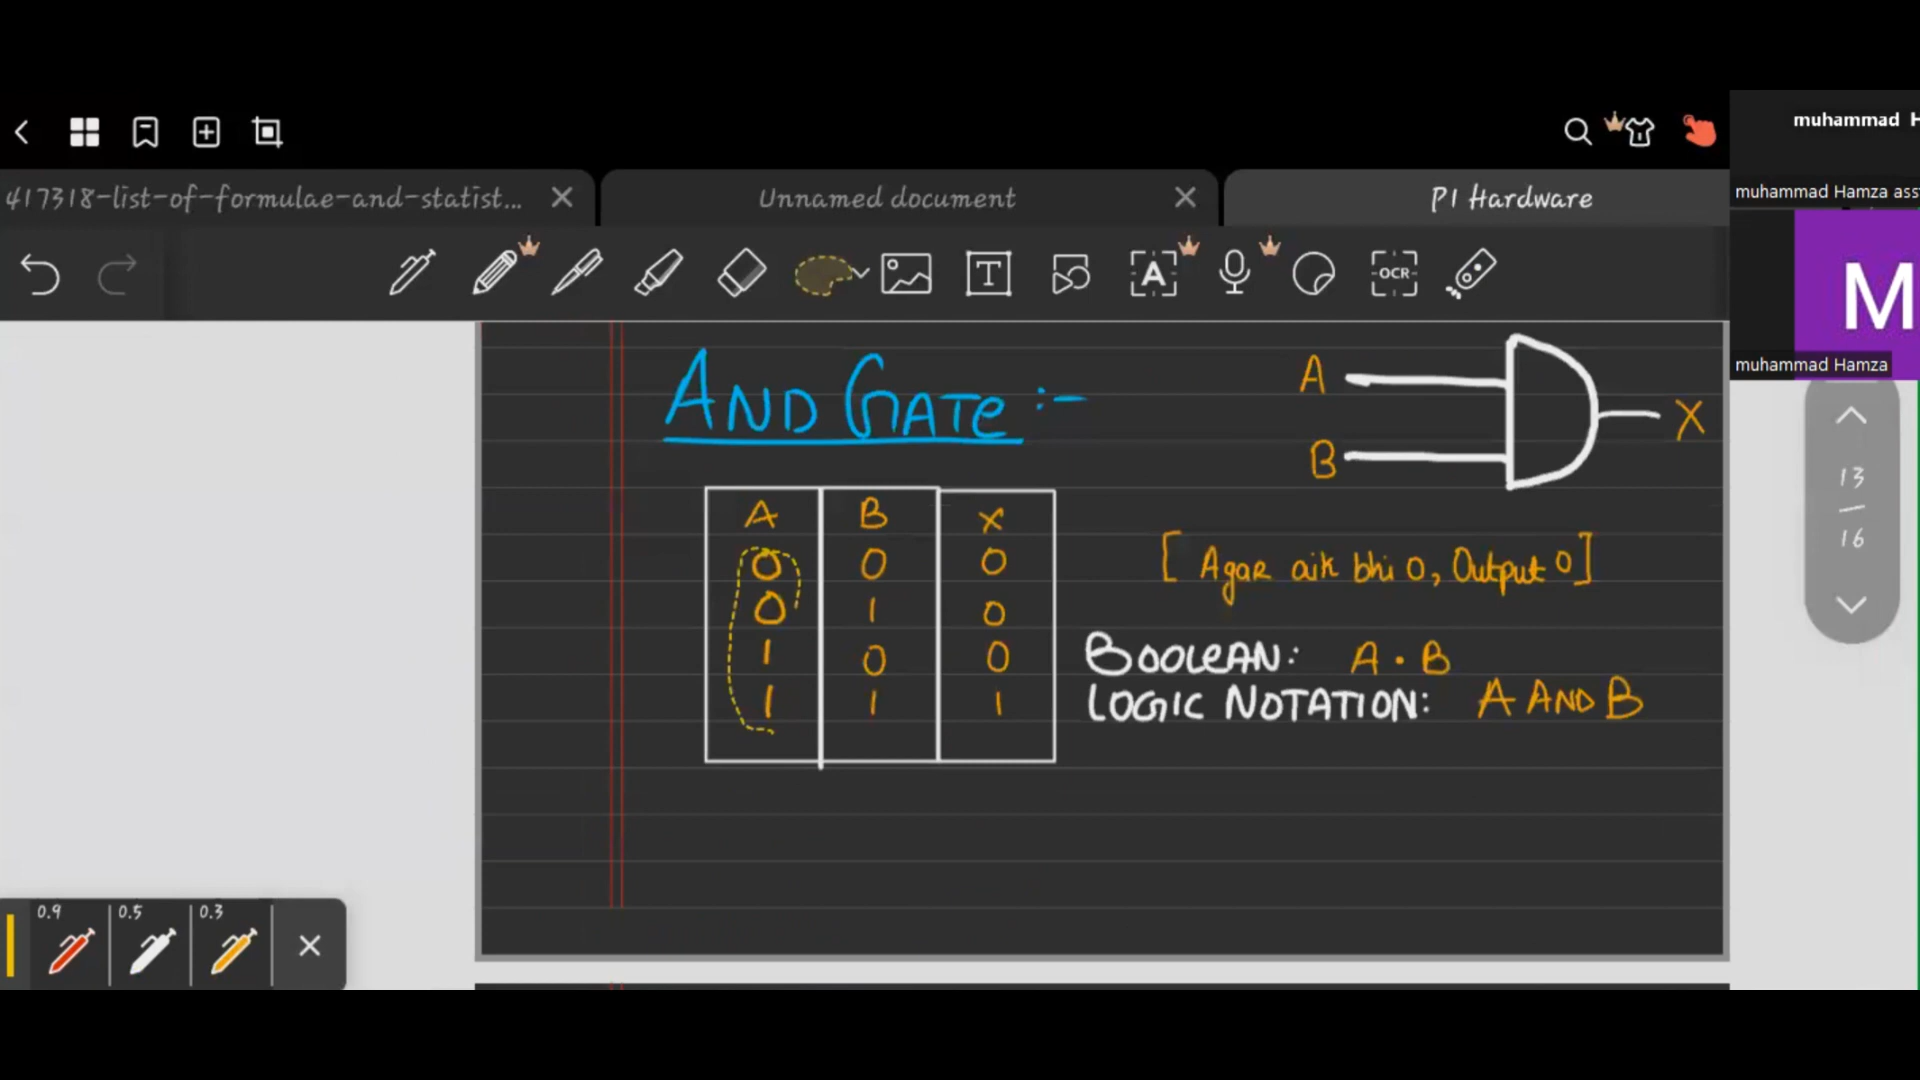 muhammad H
muhammad Hamza asst
417318-list-of-formulae-and-statist...
Unnamed document
P1 Hardware
T
A
OCR
M
muhammad Hamza
AND GATE :-
A
B
X
13
16
A B X
0 0 0
0 1 0
1 0 0
1 1 1
[ Agar aik bhi 0, Output 0 ]
BOOLEAN: A . B
LOGIC NOTATION: A AND B
0.9 0.5 0.3